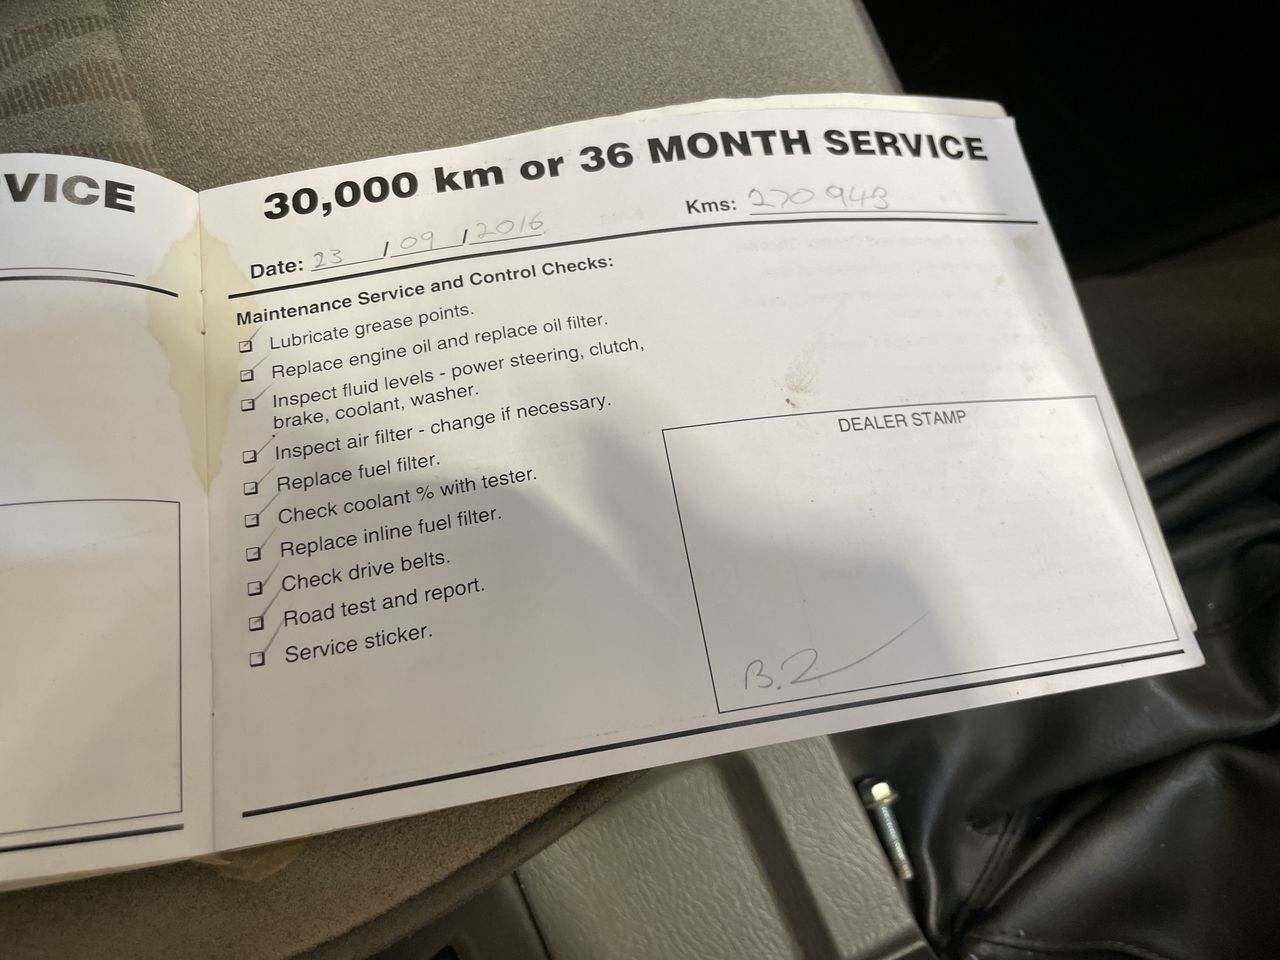 RVICE
30,000 km or 36 MONTH SERVICE
Date: 23 / 09 / 2016
Kms: 270 943
Maintenance Service and Control Checks:
Lubricate grease points.
Replace engine oil and replace oil filter.
Inspect fluid levels - power steering, clutch,
brake, coolant, washer.
Inspect air filter - change if necessary.
Replace fuel filter.
Check coolant % with tester.
Replace inline fuel filter.
Check drive belts.
Road test and report.
Service sticker.
DEALER STAMP
B.Z